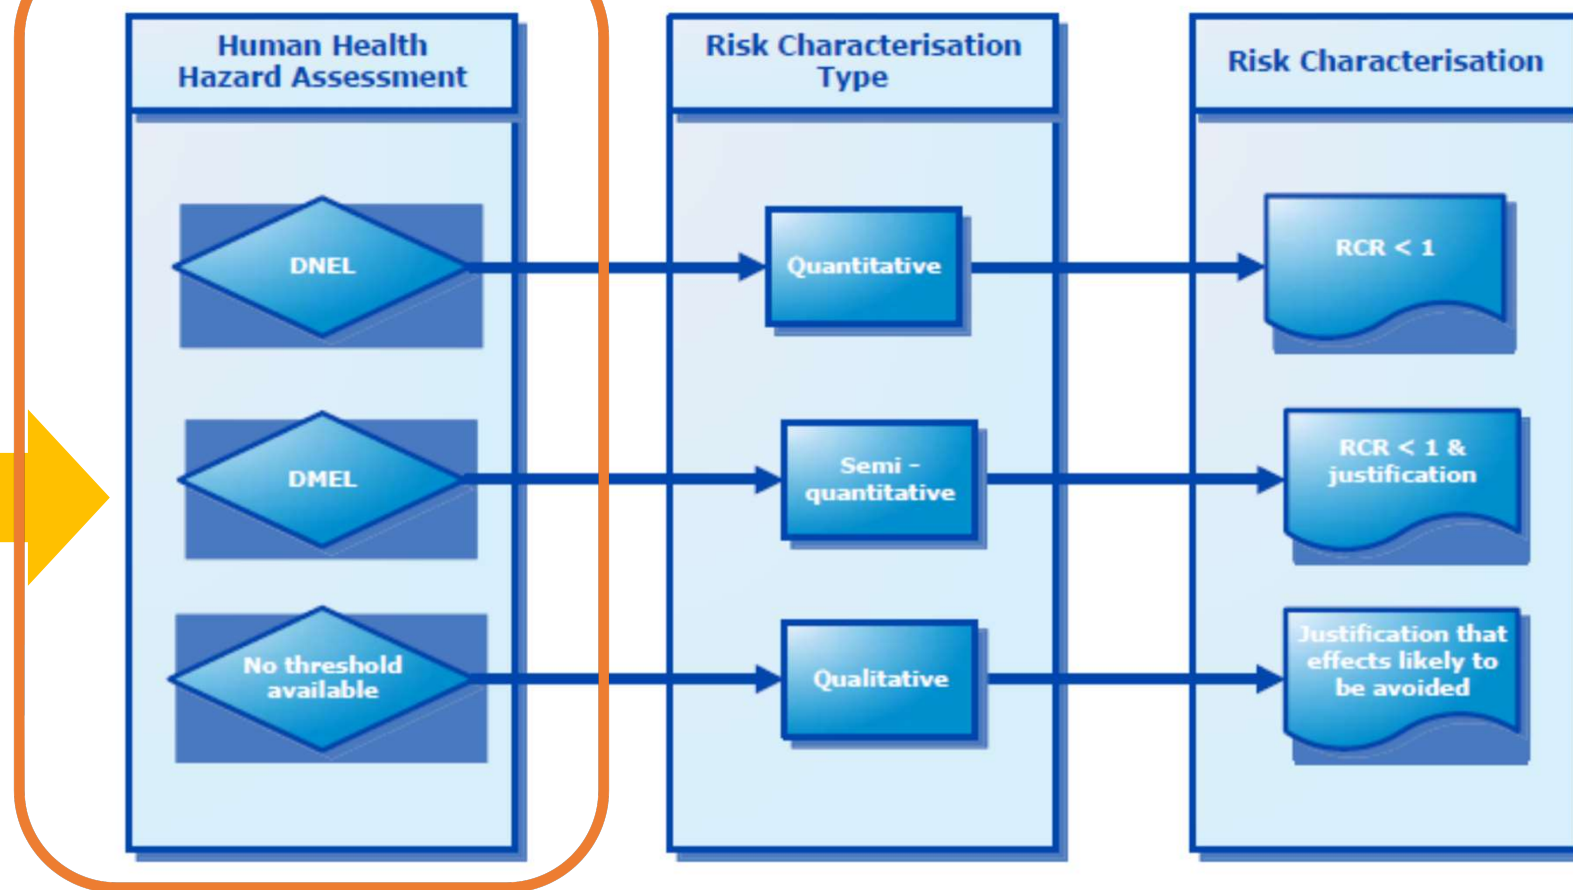 Human Health
Hazard Assessment
Risk Characterisation
Type
Risk Characterisation
DNEL
Quantitative
RCR < 1
DMEL
Semi -
quantitative
RCR < 1 &
justification
No threshold
available
Qualitative
Justification that
effects likely to
be avoided